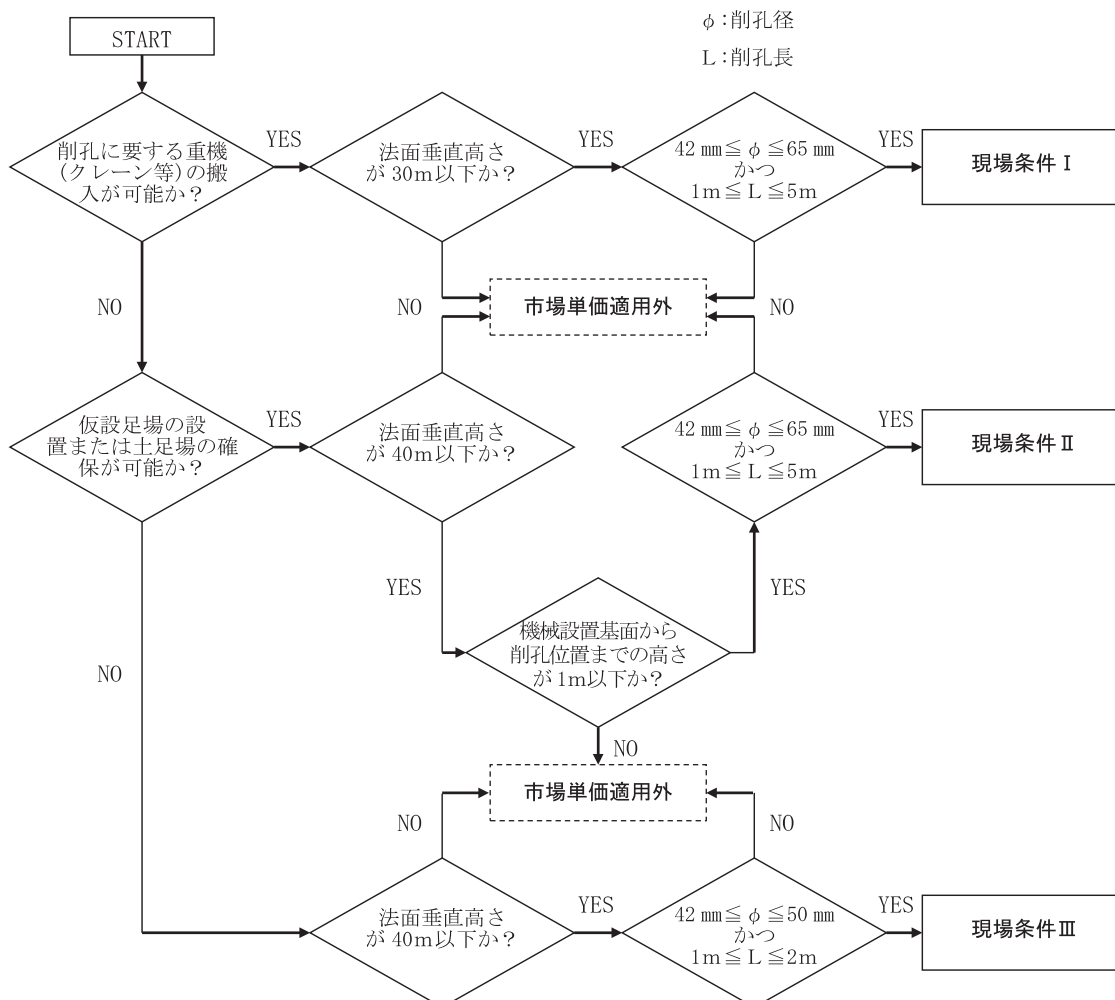 φ:削孔径
L:削孔長
START
削孔に要する重機
(クレーン等)の搬
入が可能か？
YES
法面垂直高さ
が 30m以下か？
YES
42 mm≦ φ ≦65 mm
かつ
1m≦ L ≦5m
YES
現場条件 Ⅰ
NO
NO
市場単価適用外
NO
仮設足場の設
置または土足場の確
保が可能か？
YES
法面垂直高さ
が 40m以下か？
42 mm≦ φ ≦65 mm
かつ
1m≦ L ≦5m
YES
現場条件 Ⅱ
YES
YES
機械設置基面から
削孔位置までの高さ
が 1m以下か？
NO
NO
市場単価適用外
NO
NO
法面垂直高さ
が 40m以下か？
YES
42 mm≦ φ ≦50 mm
かつ
1m≦ L ≦2m
YES
現場条件Ⅲ